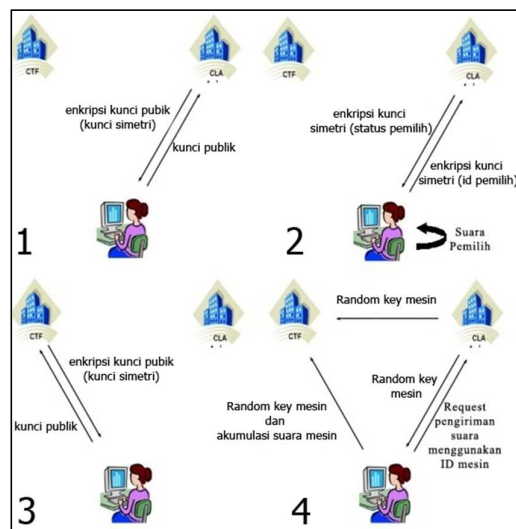 CTF
CLA
enkripsi kunci pubik
(kunci simetri)
kunci publik
1
CTF
CLA
enkripsi kunci
simetri (status pemilih)
enkripsi kunci
simetri (id pemilih)
Suara
Pemilih
2
CTF
CLA
enkripsi kunci pubik
(kunci simetri)
kunci publik
3
CTF
CLA
Random key mesin
Random key
mesin
Random key mesin
dan
akumulasi suara mesin
Request
pengiriman
suara
menggunakan
ID mesin
4